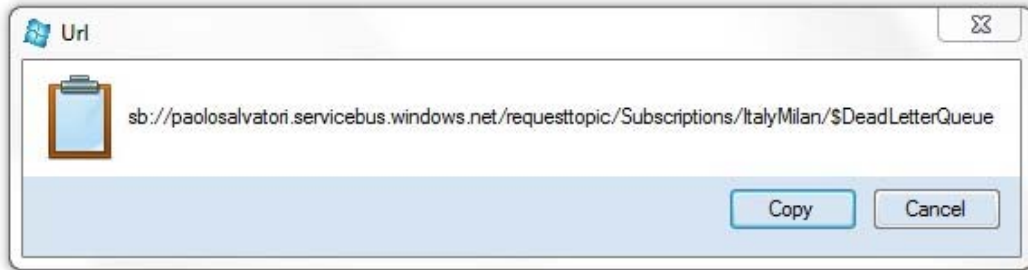 Url
sb://paolosalvatori.servicebus.windows.net/requesttopic/Subscriptions/ItalyMilan/$DeadLetterQueue
Copy
Cancel